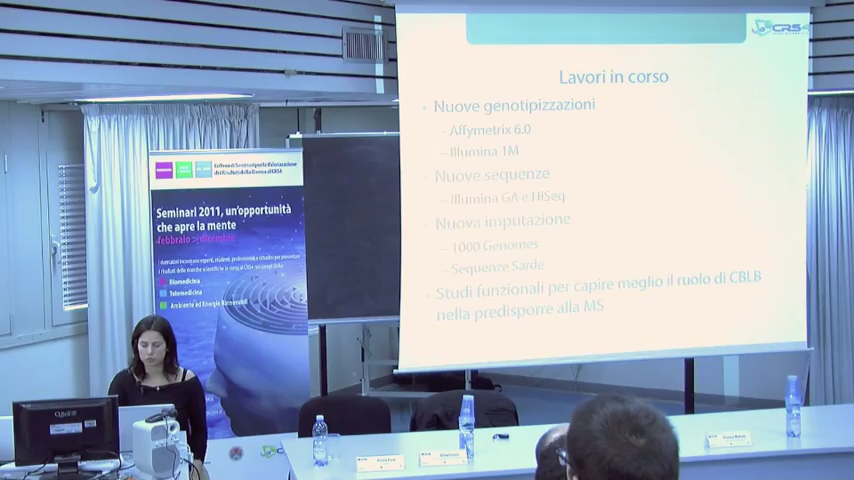 CRS4
Lavori in corso
Nuove genotipizzazioni
– Affymetrix 6.0
– Illumina 1M
Nuove sequenze
– Illumina GA e HiSeq
Nuova imputazione
– 1000 Genomes
– Sequenze Sarde
Studi funzionali per capire meglio il ruolo di CBLB
nella predisporre alla MS
Seminari 2011, un'opportunità
che apre la mente
febbraio > dicembre
Biomedicina
Telemedicina
Ambiente ed Energie Rinnovabili